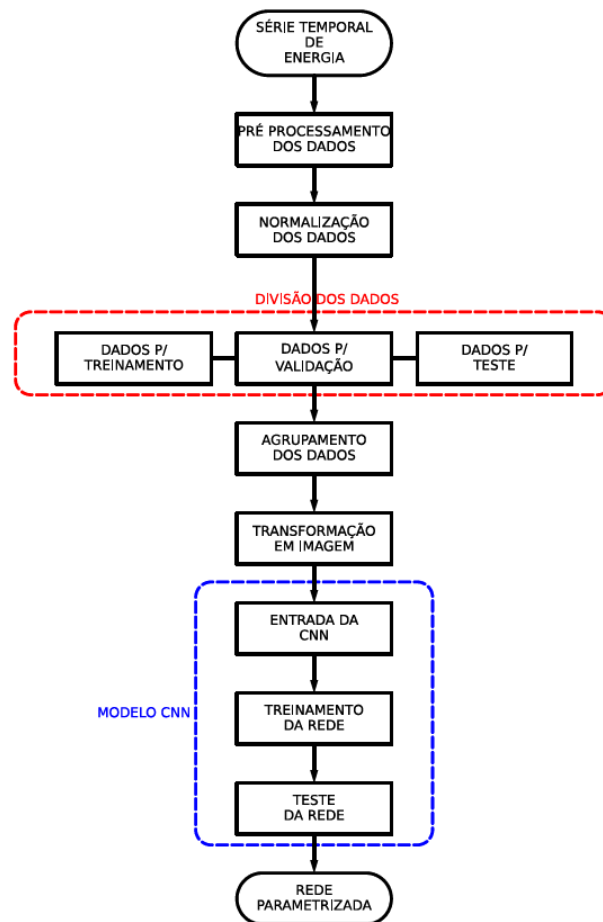 SÉRIE TEMPORAL
DE
ENERGIA
PRÉ PROCESSAMENTO
DOS DADOS
NORMALIZAÇÃO
DOS DADOS
DIVISÃO DOS DADOS
DADOS P/
TREINAMENTO
DADOS P/
VALIDAÇÃO
DADOS P/
TESTE
AGRUPAMENTO
DOS DADOS
TRANSFORMAÇÃO
EM IMAGEM
ENTRADA DA
CNN
MODELO CNN
TREINAMENTO
DA REDE
TESTE
DA REDE
REDE
PARAMETRIZADA